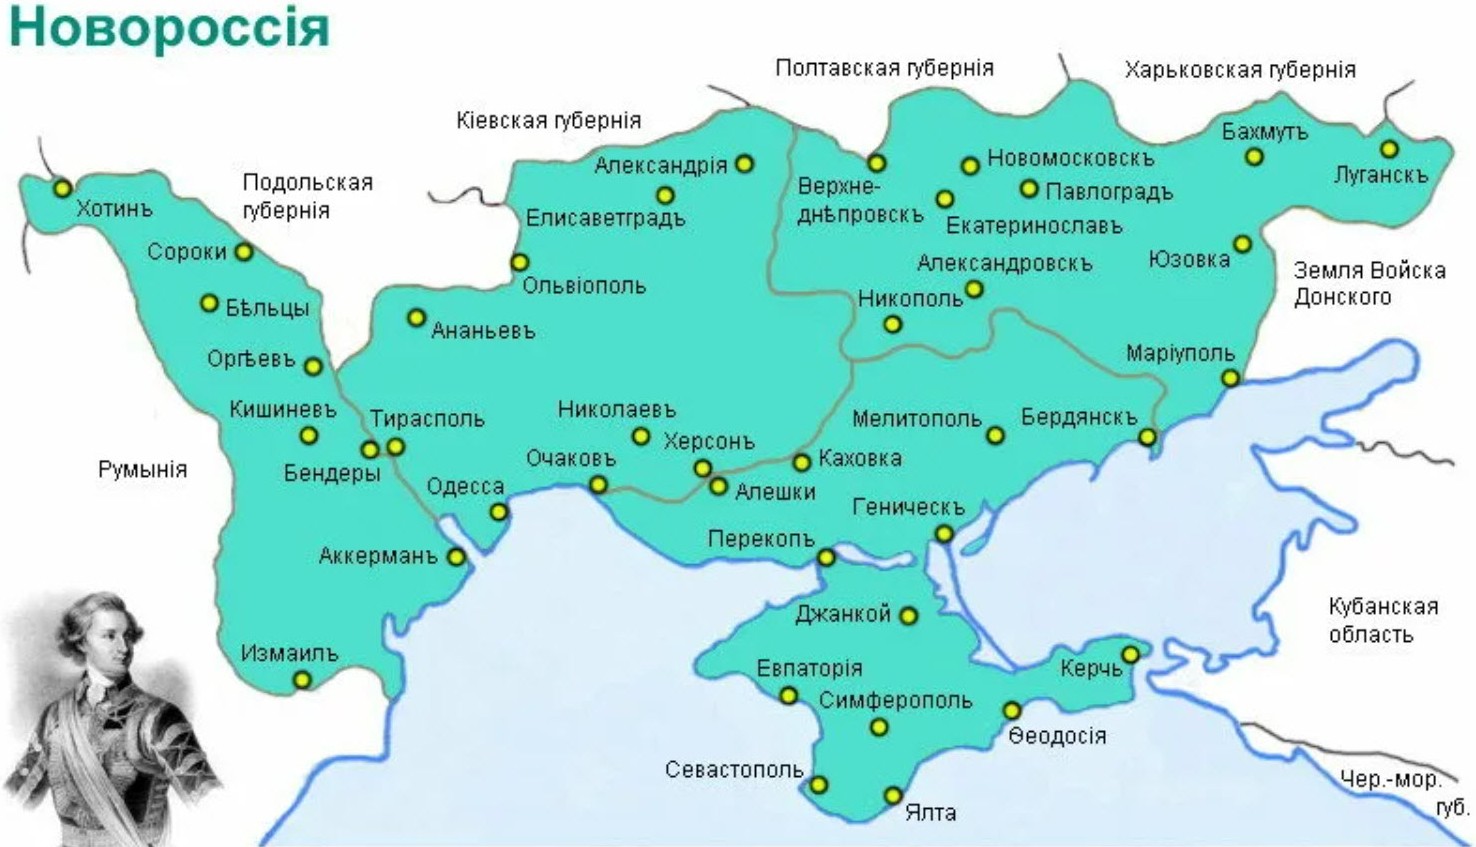 Новороссія
Полтавская губернія
Харьковская губернія
Кіевская губернія
Бахмутъ
Александрія
Новомосковскъ
Луганскъ
Подольская
губернія
Верхне-
днѣпровскъ
Павлоградъ
Хотинъ
Елисаветградъ
Екатеринославъ
Сороки
Юзовка
Александровскъ
Земля Войска
Донского
Ольвіополь
Никополь
Бѣльцы
Ананьевъ
Оргѣевъ
Маріуполь
Кишиневъ
Тирасполь
Николаевъ
Мелитополь
Бердянскъ
Херсонъ
Очаковъ
Каховка
Румынія
Бендеры
Одесса
Алешки
Геническъ
Перекопъ
Аккерманъ
Джанкой
Кубанская
область
Измаилъ
Евпаторія
Керчь
Симферополь
Ѳеодосія
Севастополь
Чер.-мор.
губ.
Ялта